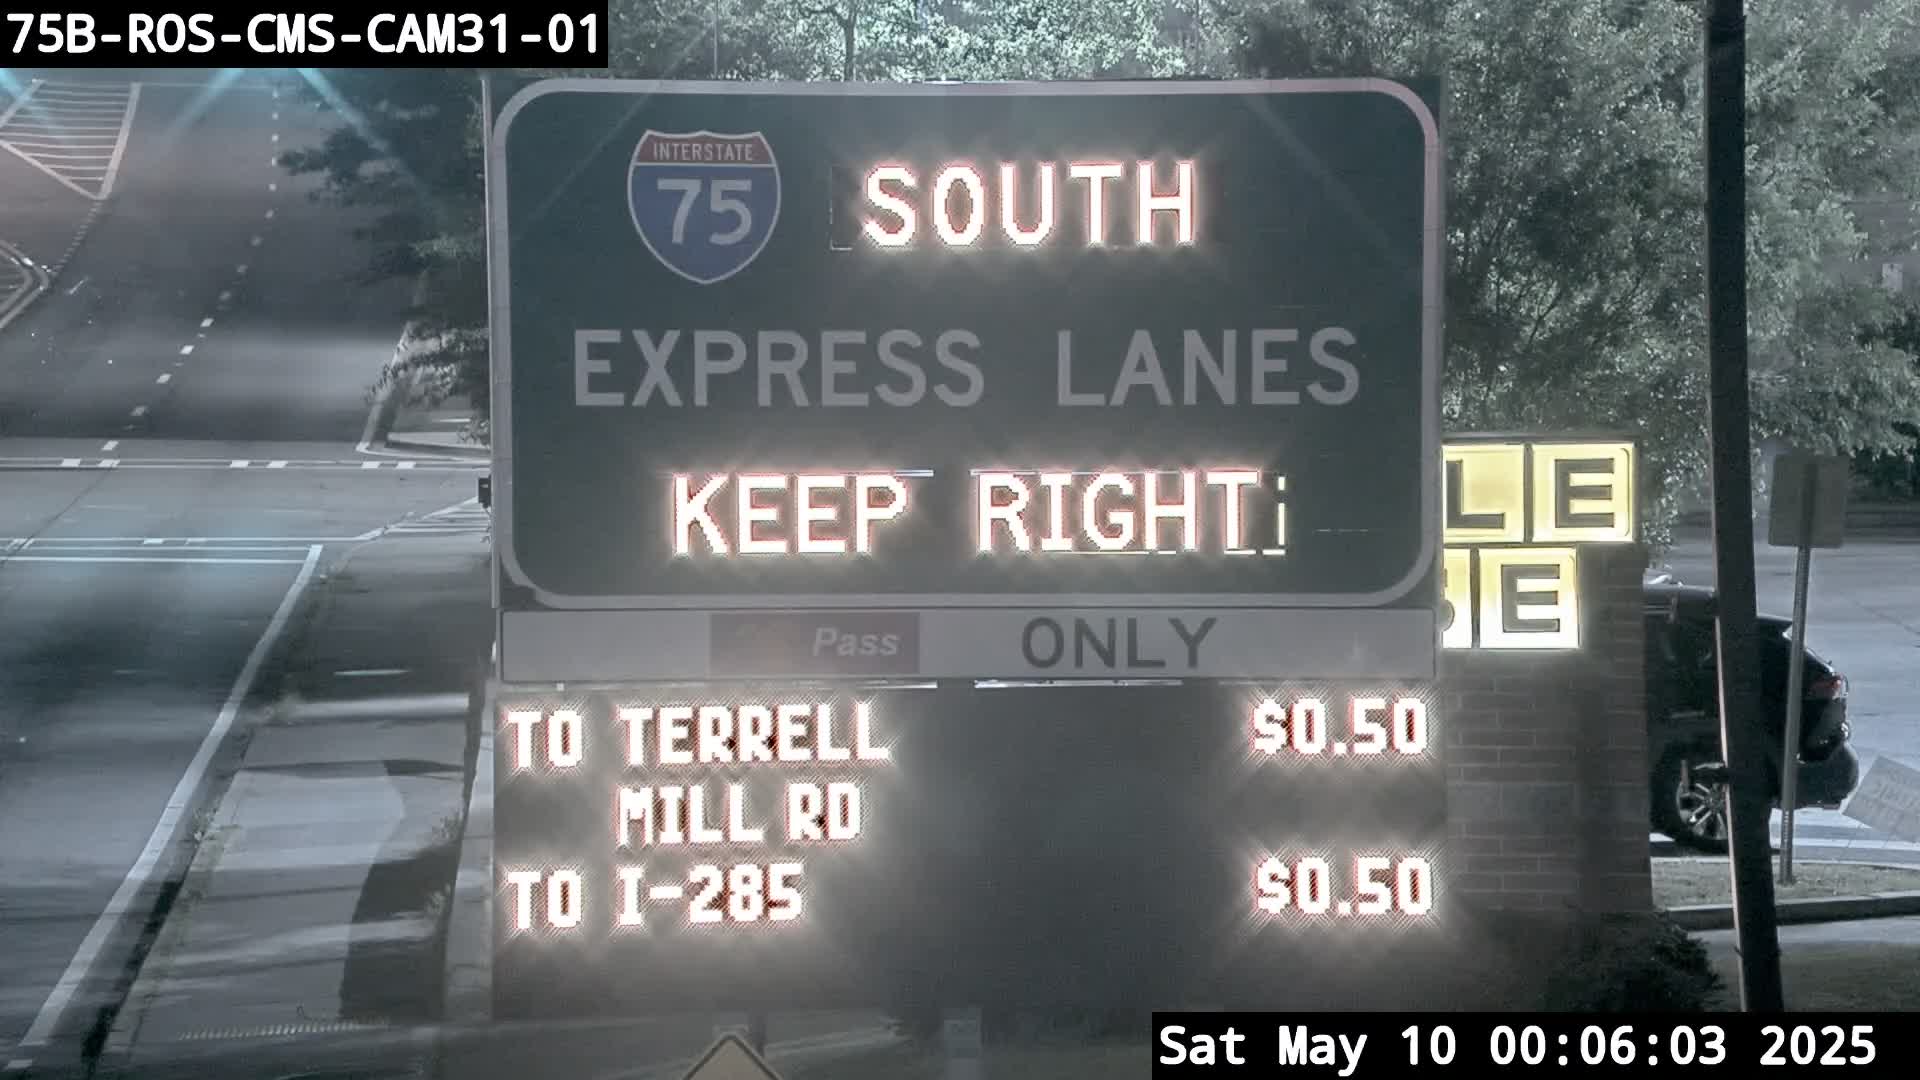 75B-ROS-CMS-CAM31-01
INTERSTATE
75
SOUTH
EXPRESS LANES
KEEP RIGHT
Pass ONLY
TO TERRELL $0.50
MILL RD
TO I-285 $0.50
LE
E
Sat May 10 00:06:03 2025